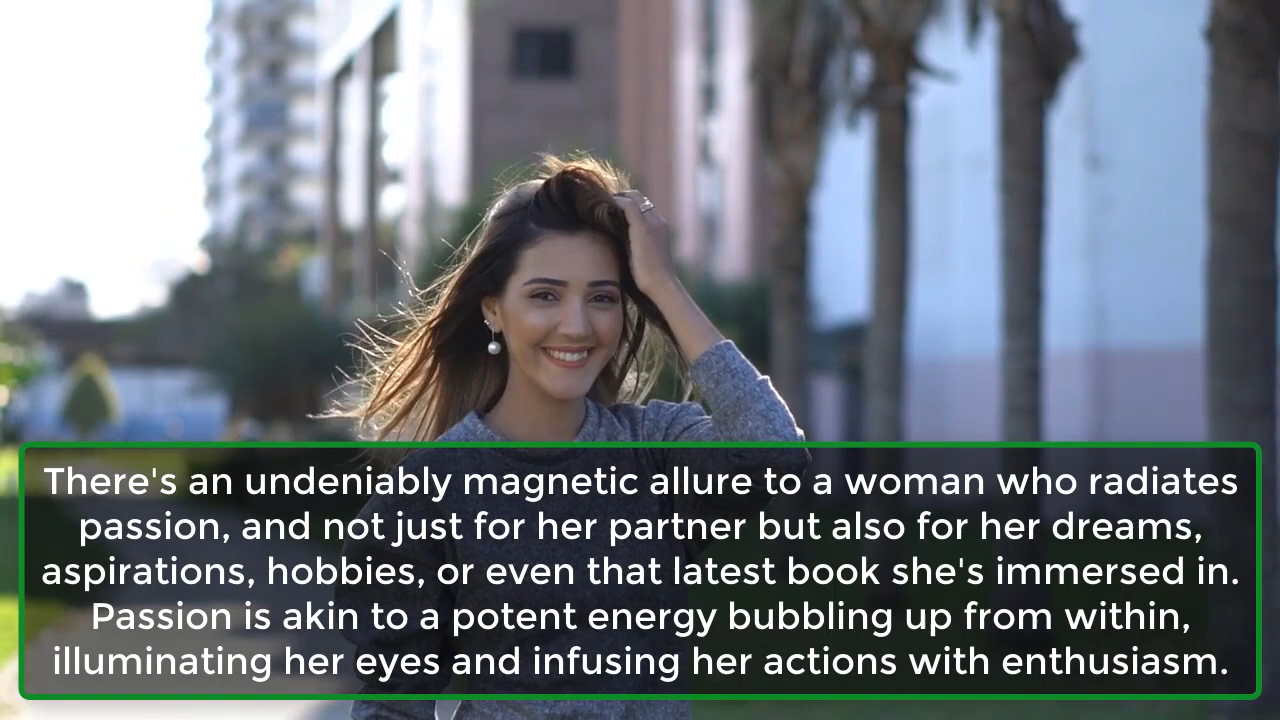 There's an undeniably magnetic allure to a woman who radiates
passion, and not just for her partner but also for her dreams,
aspirations, hobbies, or even that latest book she's immersed in.
Passion is akin to a potent energy bubbling up from within,
illuminating her eyes and infusing her actions with enthusiasm.